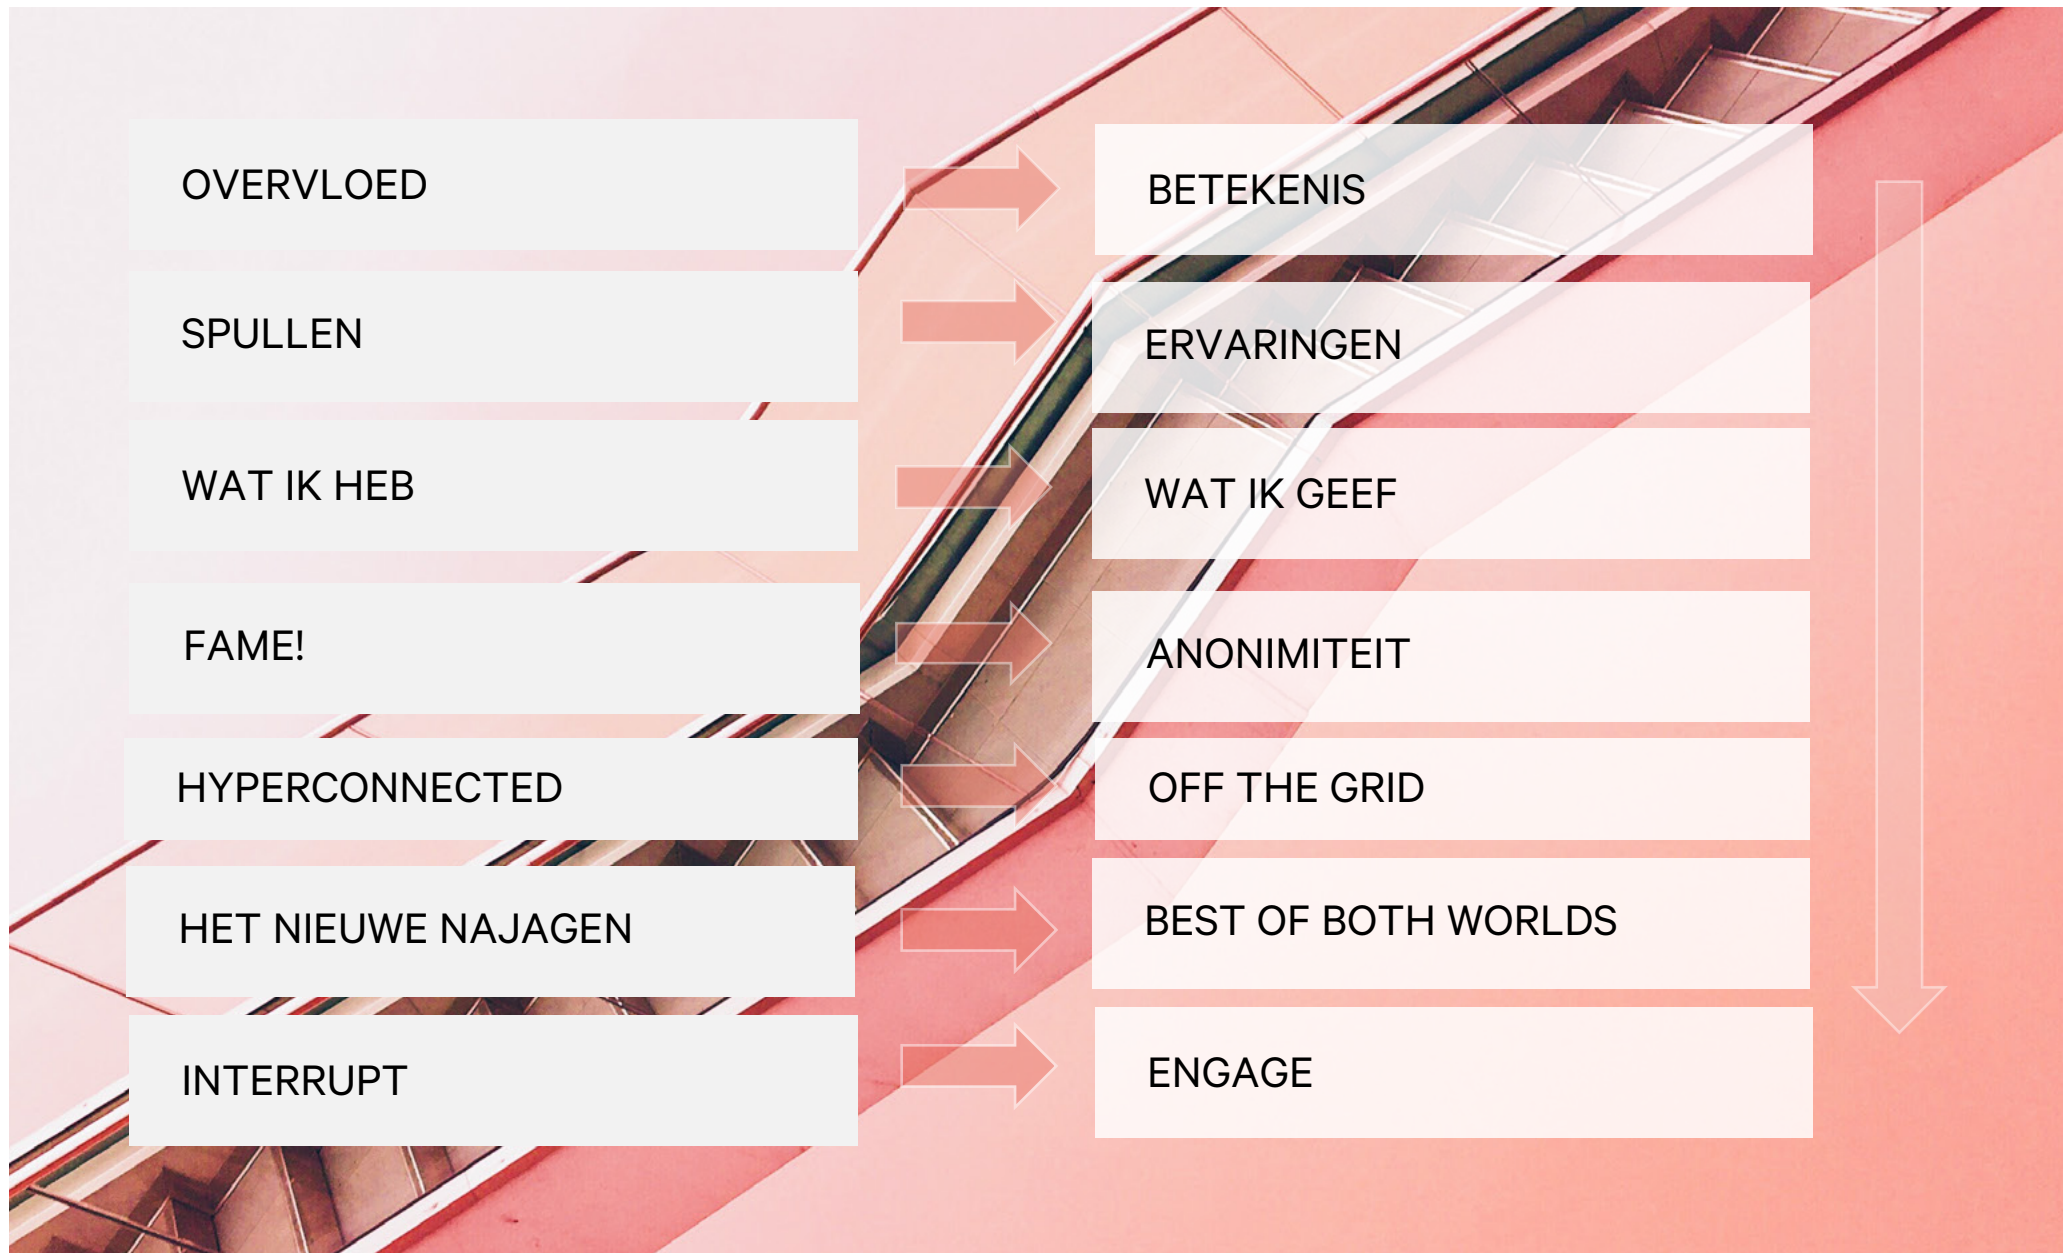 OVERVLOED
BETEKENIS
SPULLEN
ERVARINGEN
WAT IK HEB
WAT IK GEEF
FAME!
ANONIMITEIT
HYPERCONNECTED
OFF THE GRID
HET NIEUWE NAJAGEN
BEST OF BOTH WORLDS
INTERRUPT
ENGAGE